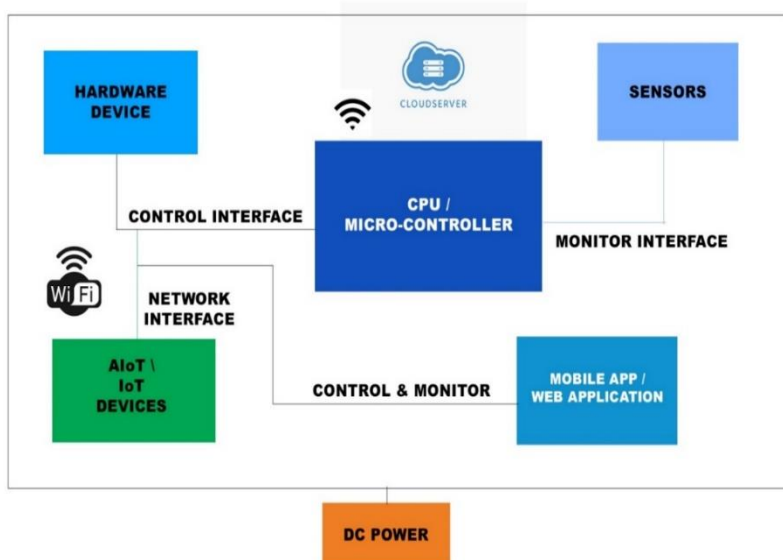 HARDWARE
DEVICE
CLOUDSERVER
SENSORS
CPU /
MICRO-CONTROLLER
CONTROL INTERFACE
MONITOR INTERFACE
WiFi
NETWORK
INTERFACE
AIoT \
IoT
DEVICES
CONTROL & MONITOR
MOBILE APP /
WEB APPLICATION
DC POWER